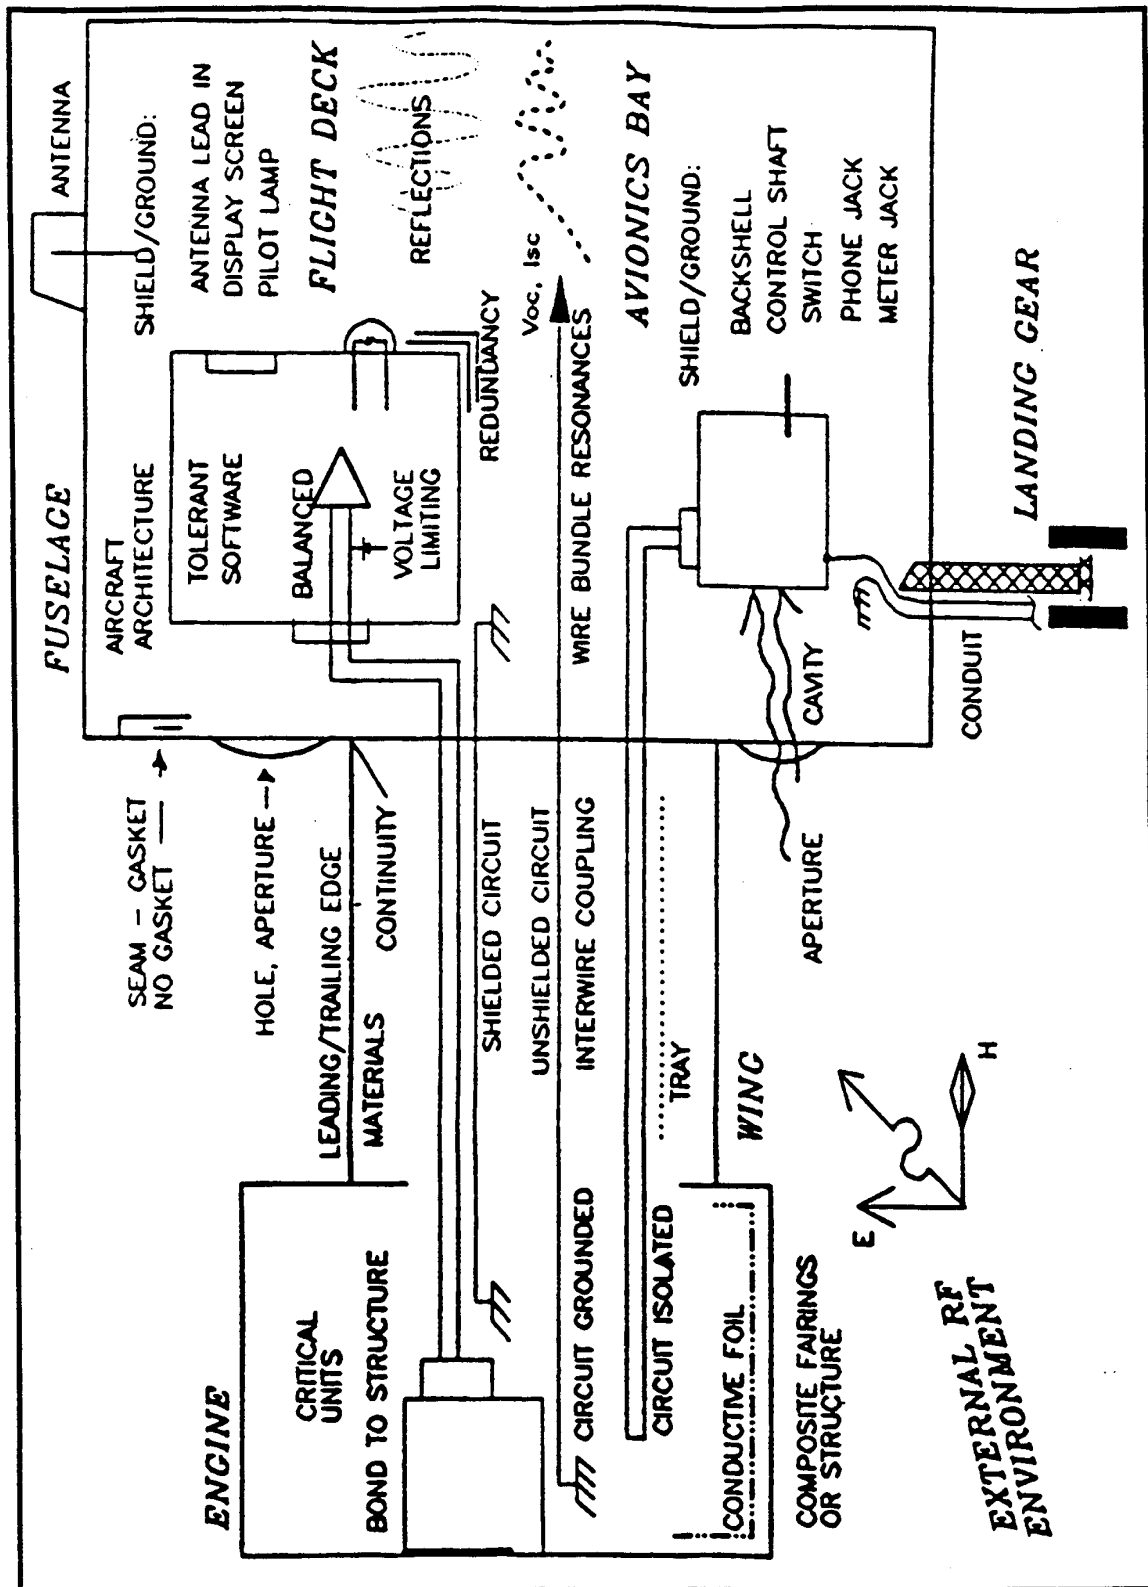 ENGINE
CRITICAL
UNITS
BOND TO STRUCTURE
CIRCUIT GROUNDED
CIRCUIT ISOLATED
CONDUCTIVE FOIL
COMPOSITE FAIRINGS
OR STRUCTURE
EXTERNAL RF
ENVIRONMENT
E
H
SEAM - GASKET
NO GASKET
HOLE, APERTURE
LEADING/TRAILING EDGE
MATERIALS
CONTINUITY
SHIELDED CIRCUIT
UNSHIELDED CIRCUIT
INTERWIRE COUPLING
TRAY
WING
APERTURE
CAVITY
FUSELAGE
AIRCRAFT
ARCHITECTURE
TOLERANT
SOFTWARE
BALANCED
VOLTAGE
LIMITING
REDUNDANCY
WIRE BUNDLE RESONANCES
Voc, Isc
ANTENNA
SHIELD/GROUND:
ANTENNA LEAD IN
DISPLAY SCREEN
PILOT LAMP
FLIGHT DECK
REFLECTIONS
AVIONICS BAY
SHIELD/GROUND:
BACKSHELL
CONTROL SHAFT
SWITCH
PHONE JACK
METER JACK
CONDUIT
LANDING GEAR